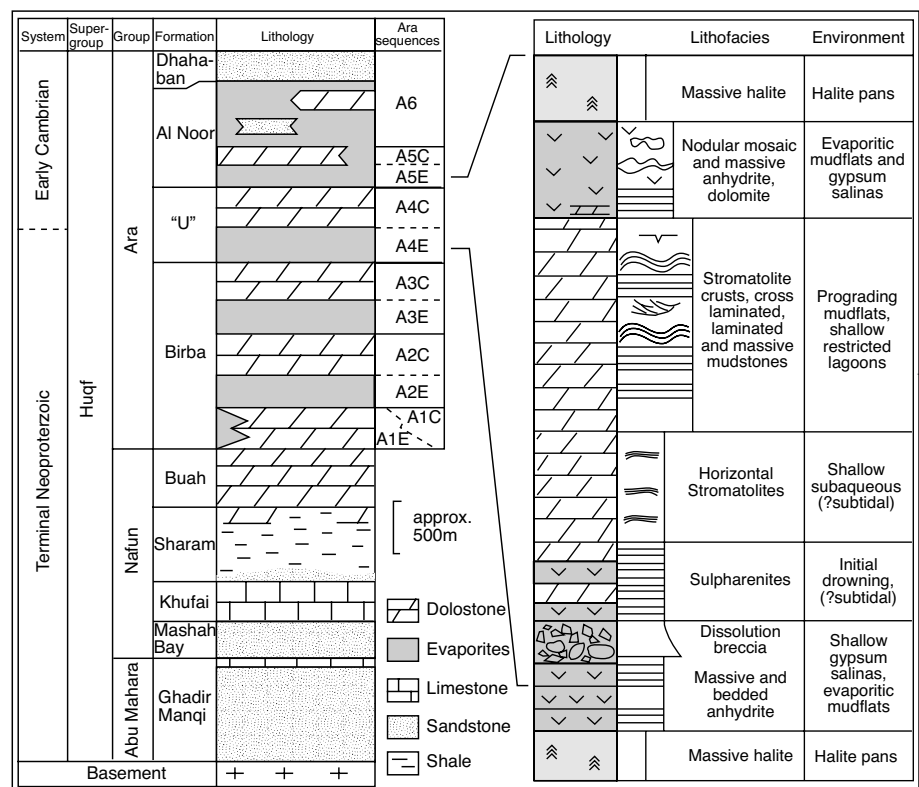 System
Super-
group
Group
Formation
Lithology
Ara
sequences
Early Cambrian
Terminal Neoproterzoic
Huqf
Ara
Nafun
Abu Mahara
Dhaha-
ban
Al Noor
"U"
Birba
Buah
Sharam
Khufai
Mashah
Bay
Ghadir
Manqi
Basement
A6
A5C
A5E
A4C
A4E
A3C
A3E
A2C
A2E
A1C
A1E
approx.
500m
Dolostone
Evaporites
Limestone
Sandstone
Shale
Lithology
Lithofacies
Environment
Massive halite
Halite pans
Nodular mosaic
and massive
anhydrite,
dolomite
Evaporitic
mudflats and
gypsum
salinas
Stromatolite
crusts, cross
laminated,
laminated
and massive
mudstones
Prograding
mudflats,
shallow
restricted
lagoons
Horizontal
Stromatolites
Shallow
subaqueous
(?subtidal)
Sulpharenites
Initial
drowning,
(?subtidal)
Dissolution
breccia
Massive and
bedded
anhydrite
Shallow
gypsum
salinas,
evaporitic
mudflats
Massive halite
Halite pans